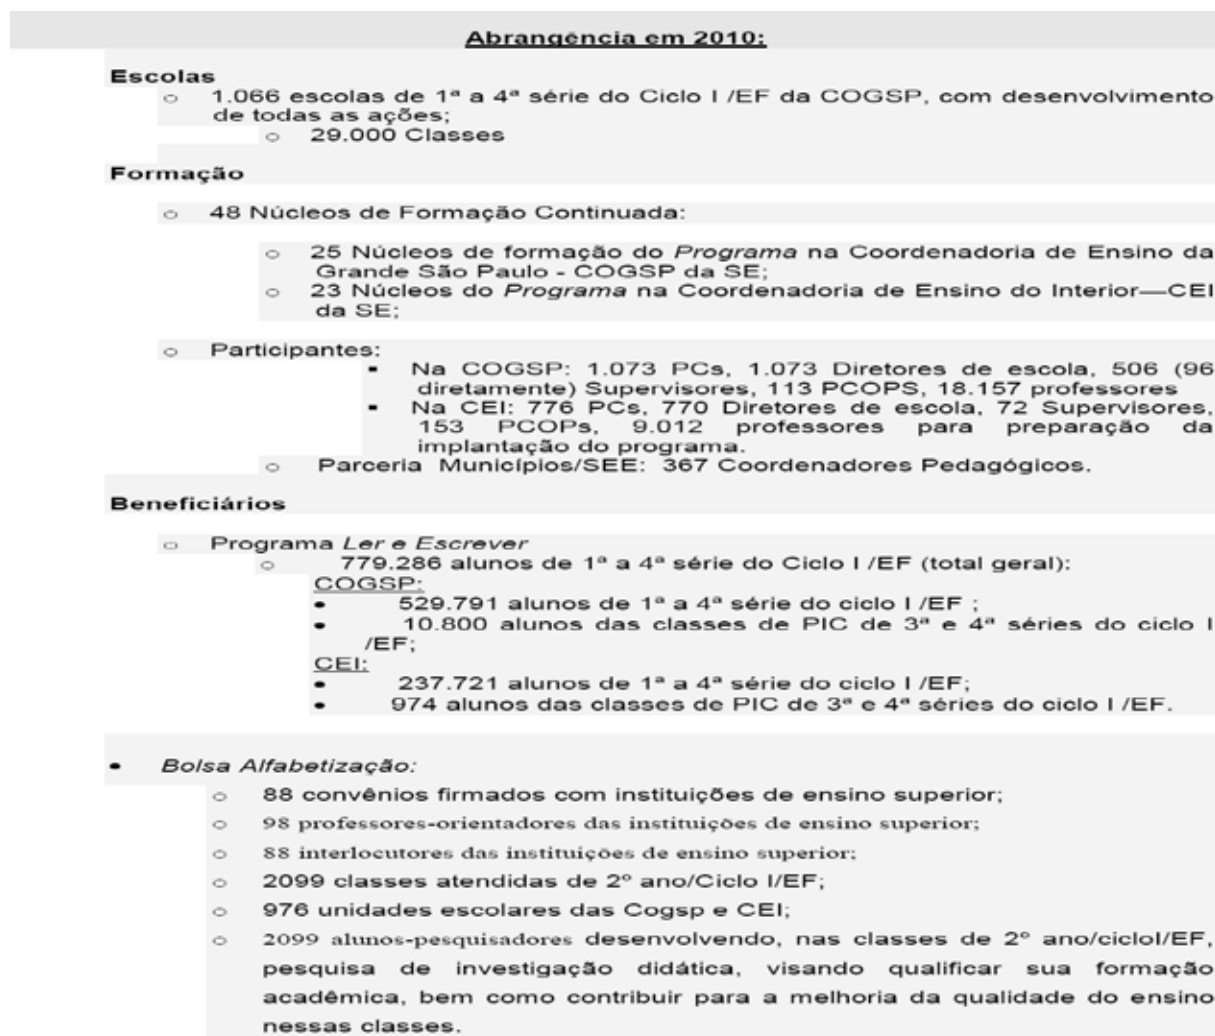 Abrangência em 2010:
Escolas
○ 1.066 escolas de 1ª a 4ª série do Ciclo I /EF da COGSP, com desenvolvimento
de todas as ações;
○ 29.000 Classes
Formação
○ 48 Núcleos de Formação Continuada:
○ 25 Núcleos de formação do Programa na Coordenadoria de Ensino da
Grande São Paulo - COGSP da SE;
○ 23 Núcleos do Programa na Coordenadoria de Ensino do Interior—CEI
da SE;
○ Participantes:
▪ Na COGSP: 1.073 PCs, 1.073 Diretores de escola, 506 (96
diretamente) Supervisores, 113 PCOPS, 18.157 professores
▪ Na CEI: 776 PCs, 770 Diretores de escola, 72 Supervisores,
153 PCOPs, 9.012 professores para preparação da
implantação do programa.
○ Parceria Municípios/SEE: 367 Coordenadores Pedagógicos.
Beneficiários
○ Programa Ler e Escrever
○ 779.286 alunos de 1ª a 4ª série do Ciclo I /EF (total geral):
COGSP:
• 529.791 alunos de 1ª a 4ª série do ciclo I /EF ;
• 10.800 alunos das classes de PIC de 3ª e 4ª séries do ciclo I
/EF;
CEI:
• 237.721 alunos de 1ª a 4ª série do ciclo I /EF;
• 974 alunos das classes de PIC de 3ª e 4ª séries do ciclo I /EF.
• Bolsa Alfabetização:
○ 88 convênios firmados com instituições de ensino superior;
○ 98 professores-orientadores das instituições de ensino superior;
○ 88 interlocutores das instituições de ensino superior;
○ 2099 classes atendidas de 2º ano/Ciclo I/EF;
○ 976 unidades escolares das Cogsp e CEI;
○ 2099 alunos-pesquisadores desenvolvendo, nas classes de 2º ano/cicloI/EF,
pesquisa de investigação didática, visando qualificar sua formação
acadêmica, bem como contribuir para a melhoria da qualidade do ensino
nessas classes.